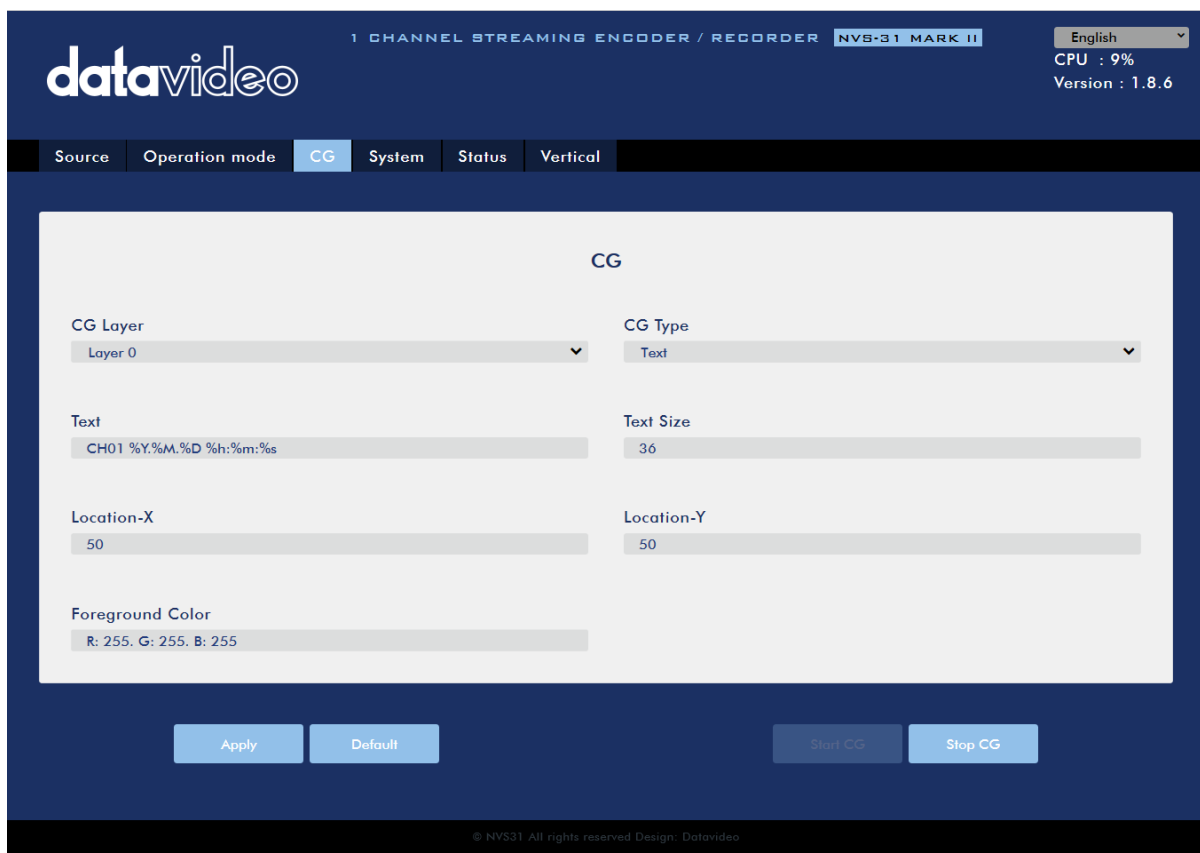 1 CHANNEL STREAMING ENCODER / RECORDER NVS-31 MARK II
English
datavideo
CPU : 9%
Version : 1.8.6
Source Operation mode CG System Status Vertical
CG
CG Layer CG Type
Layer 0 Text
Text Text Size
CH01 %Y.%M.%D %h:%m:%s 36
Location-X Location-Y
50 50
Foreground Color
R: 255. G: 255. B: 255
Apply Default Start CG Stop CG
© NVS31 All rights reserved Design: Datavideo